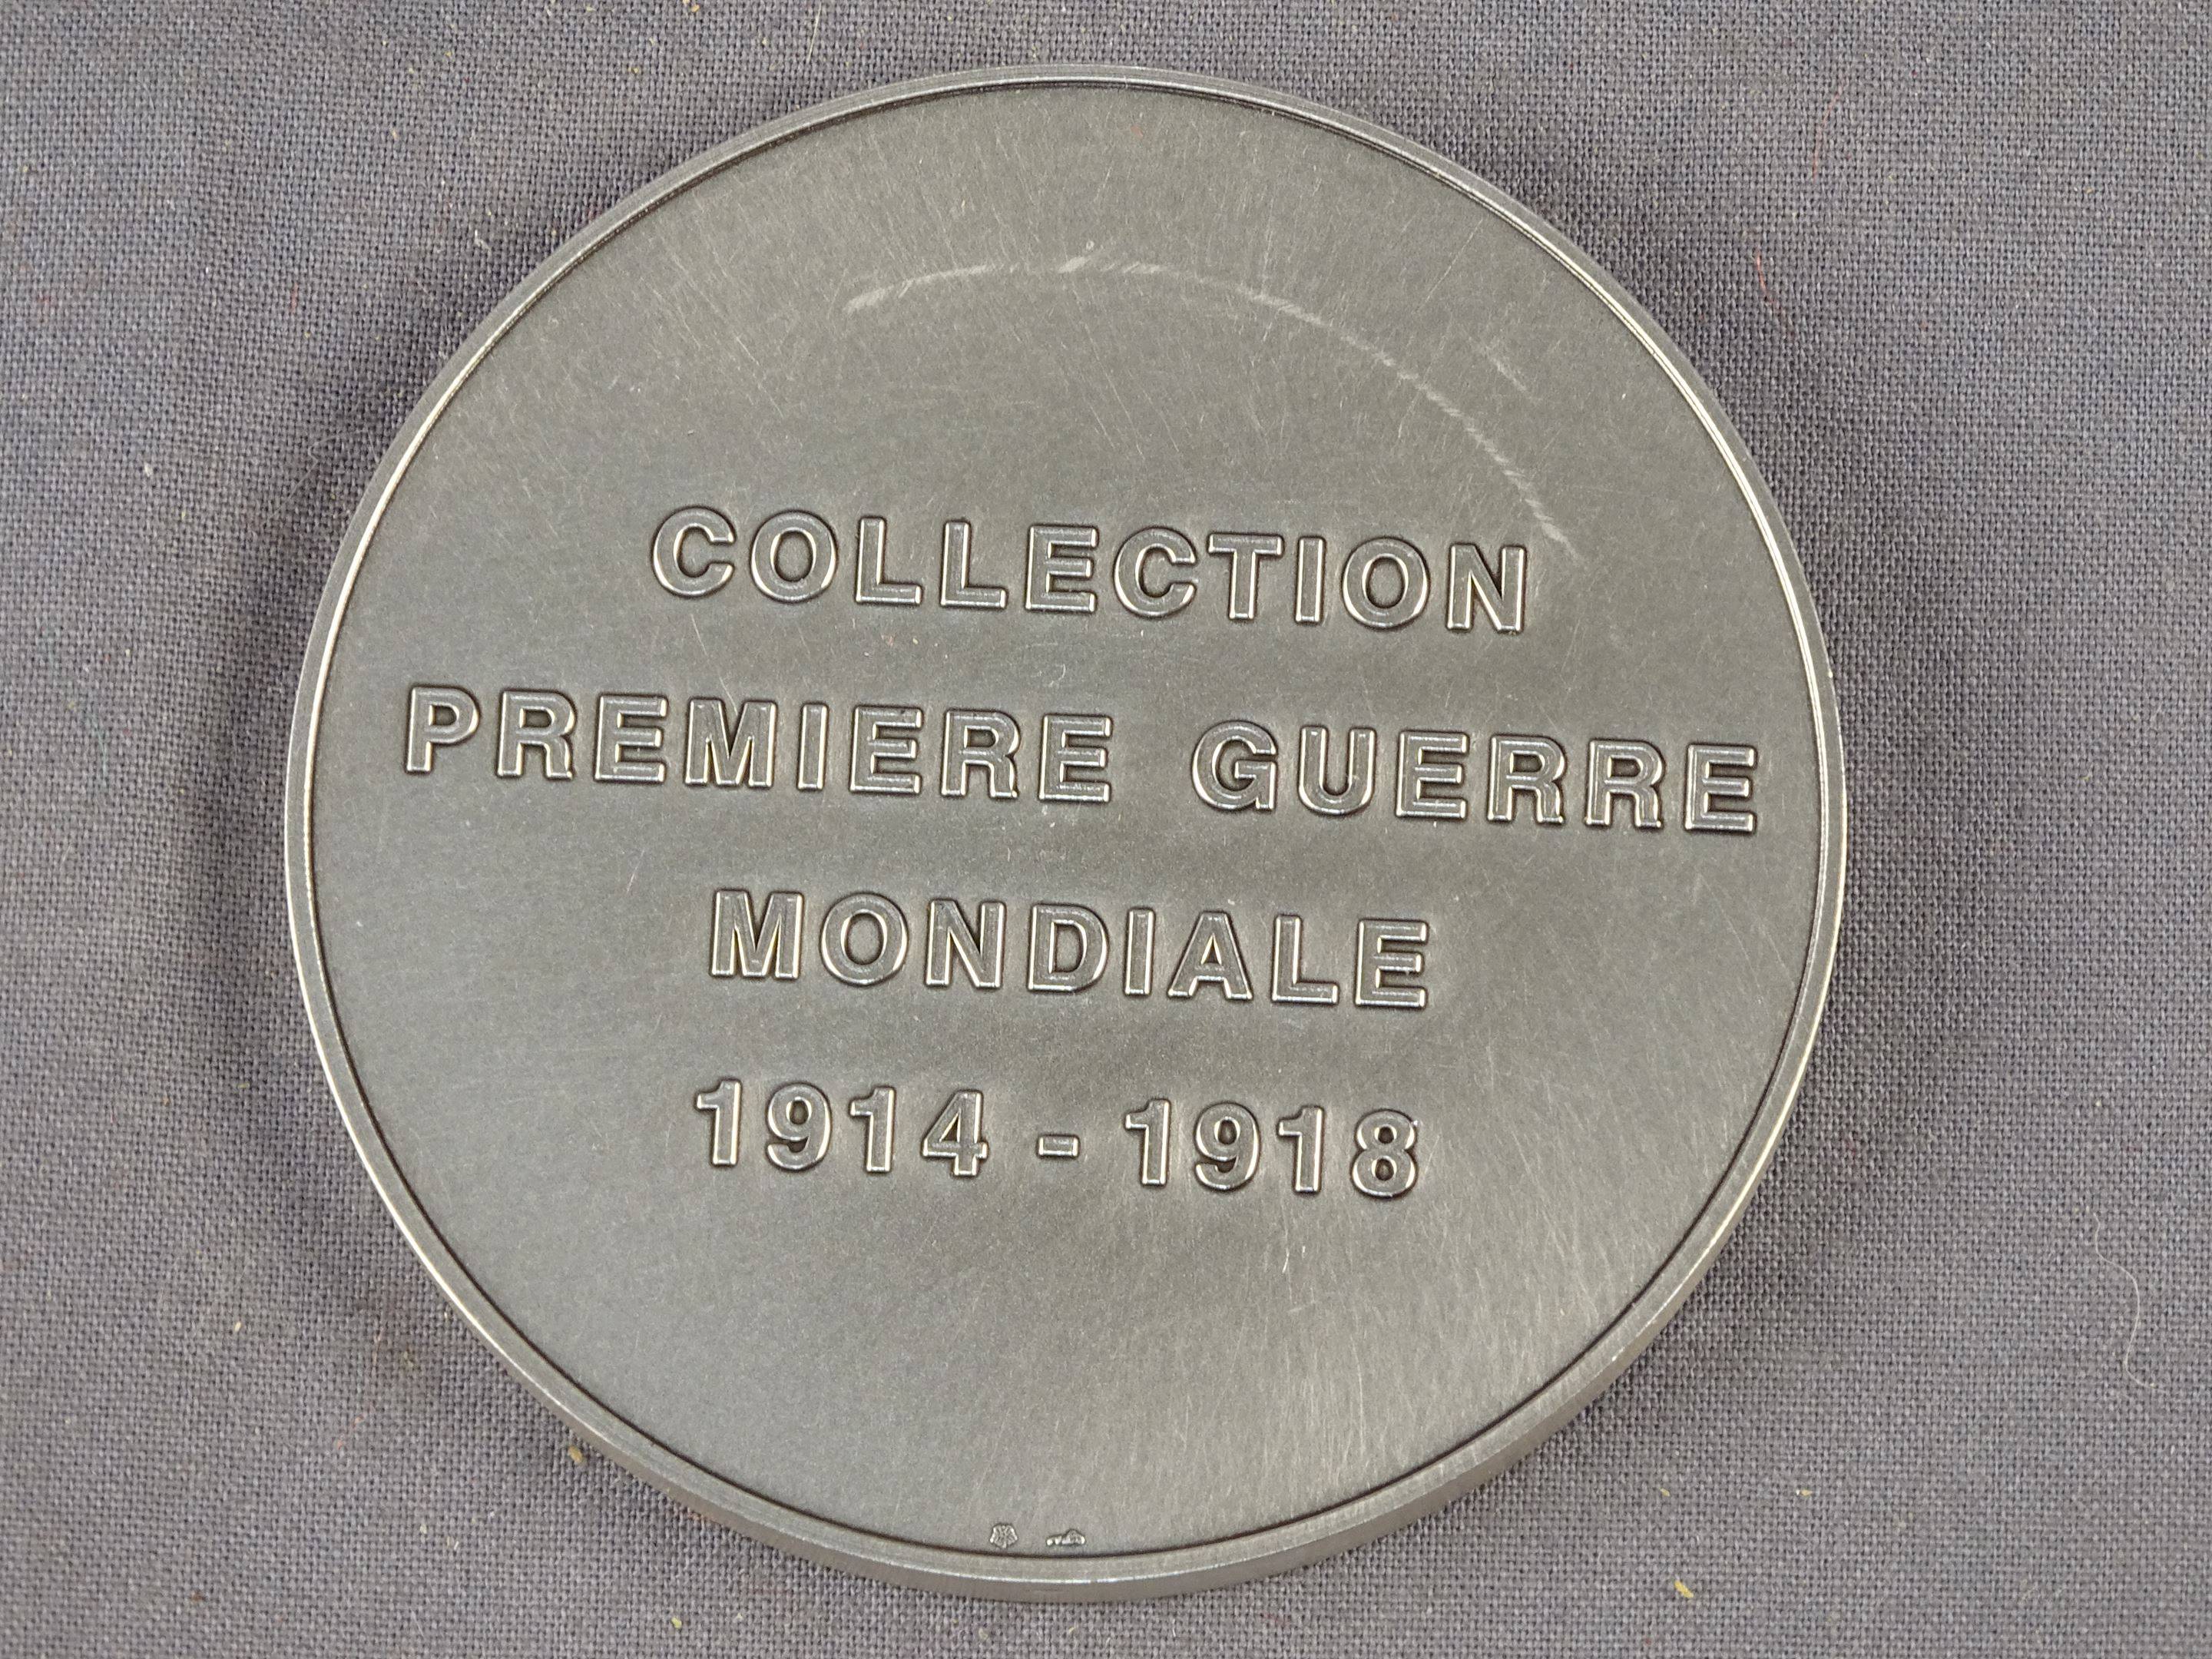 COLLECTION
PREMIERE GUERRE
MONDIALE
1914 - 1918